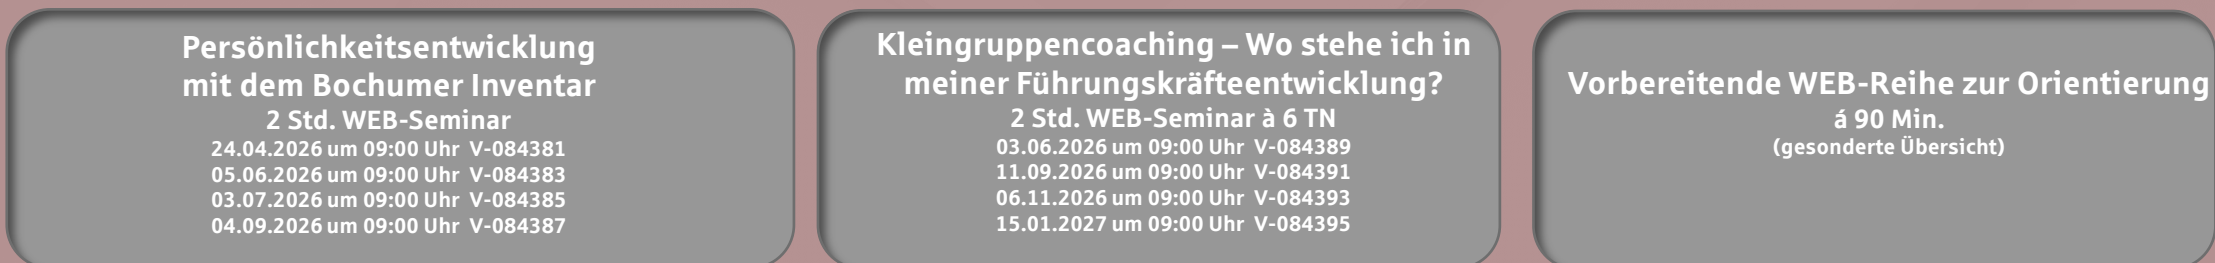 Persönlichkeitsentwicklung
mit dem Bochumer Inventar
2 Std. WEB-Seminar
24.04.2026 um 09:00 Uhr V-084381
05.06.2026 um 09:00 Uhr V-084383
03.07.2026 um 09:00 Uhr V-084385
04.09.2026 um 09:00 Uhr V-084387
Kleingruppencoaching – Wo stehe ich in
meiner Führungskräfteentwicklung?
2 Std. WEB-Seminar à 6 TN
03.06.2026 um 09:00 Uhr V-084389
11.09.2026 um 09:00 Uhr V-084391
06.11.2026 um 09:00 Uhr V-084393
15.01.2027 um 09:00 Uhr V-084395
Vorbereitende WEB-Reihe zur Orientierung
á 90 Min.
(gesonderte Übersicht)